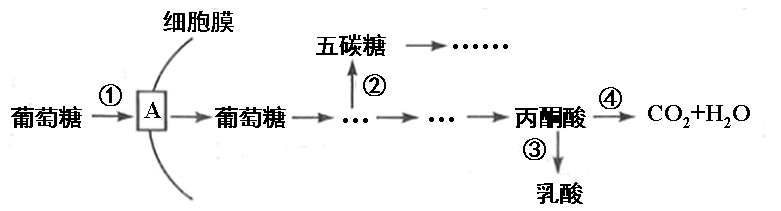 细胞膜
五碳糖 ……
②
葡萄糖 ① A 葡萄糖 … … 丙酮酸 ④ CO₂+H₂O
③
乳酸